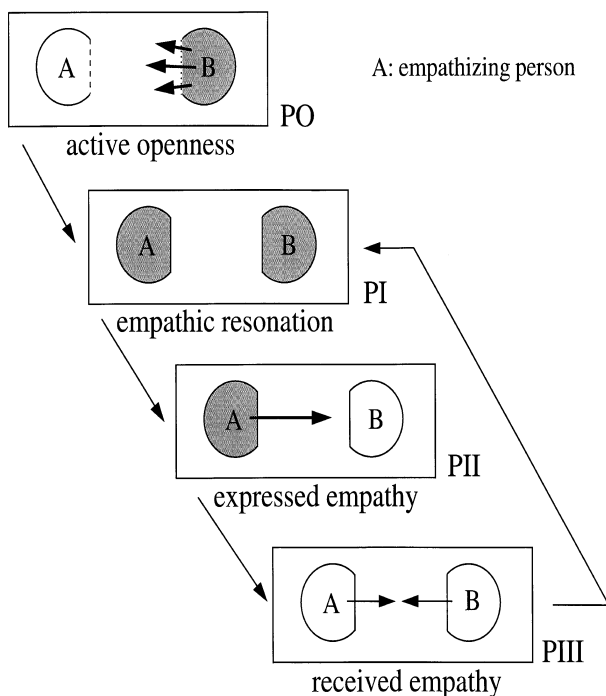 A B A: empathizing person
PO
active openness
A B
PI
empathic resonation
A B
PII
expressed empathy
A B
PIII
received empathy